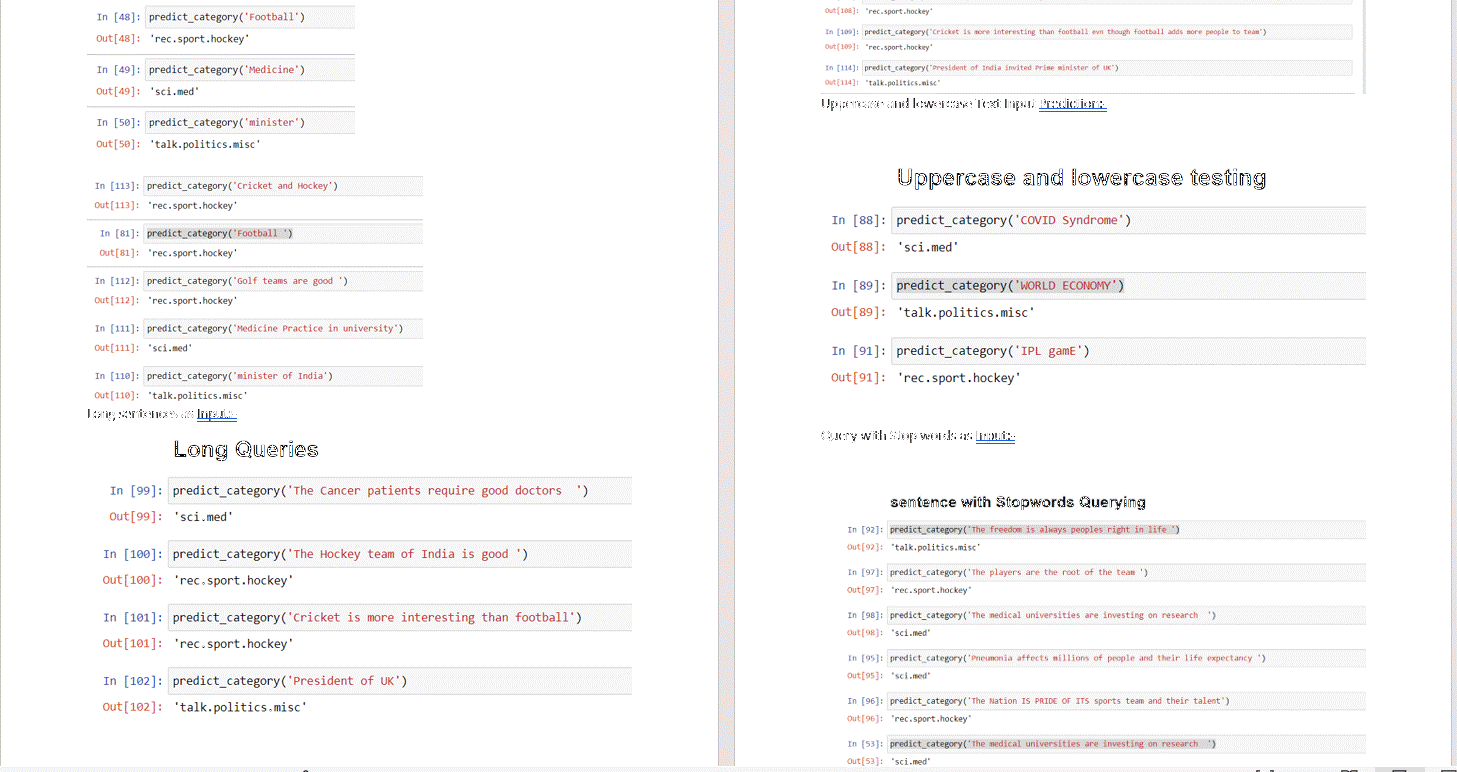 In [48]: predict_category('Football')
Out[48]: 'rec.sport.hockey'
In [49]: predict_category('Medicine')
Out[49]: 'sci.med'
In [50]: predict_category('minister')
Out[50]: 'talk.politics.misc'
In [113]: predict_category('Cricket and Hockey')
Out[113]: 'rec.sport.hockey'
In [81]: predict_category('Football ')
Out[81]: 'rec.sport.hockey'
In [112]: predict_category('Golf teams are good ')
Out[112]: 'rec.sport.hockey'
In [111]: predict_category('Medicine Practice in university')
Out[111]: 'sci.med'
In [110]: predict_category('minister of India')
Out[110]: 'talk.politics.misc'
Long sentences as Inputs
Long Queries
In [99]: predict_category('The Cancer patients require good doctors  ')
Out[99]: 'sci.med'
In [100]: predict_category('The Hockey team of India is good ')
Out[100]: 'rec.sport.hockey'
In [101]: predict_category('Cricket is more interesting than football')
Out[101]: 'rec.sport.hockey'
In [102]: predict_category('President of UK')
Out[102]: 'talk.politics.misc'
Out[108]: 'rec.sport.hockey'
In [109]: predict_category('Cricket is more interesting than football evn though football adds more people to team')
Out[109]: 'rec.sport.hockey'
In [114]: predict_category('President of India invited Prime minister of UK')
Out[114]: 'talk.politics.misc'
Uppercase and lowercase Text Input Predictions
Uppercase and lowercase testing
In [88]: predict_category('COVID Syndrome')
Out[88]: 'sci.med'
In [89]: predict_category('WORLD ECONOMY')
Out[89]: 'talk.politics.misc'
In [91]: predict_category('IPL gamE')
Out[91]: 'rec.sport.hockey'
Query with Stop words as Inputs
sentence with Stopwords Querying
In [92]: predict_category('The freedom is always peoples right in life ')
Out[92]: 'talk.politics.misc'
In [97]: predict_category('The players are the root of the team ')
Out[97]: 'rec.sport.hockey'
In [98]: predict_category('The medical universities are investing on research  ')
Out[98]: 'sci.med'
In [95]: predict_category('Pneumonia affects millions of people and their life expectancy ')
Out[95]: 'sci.med'
In [96]: predict_category('The Nation IS PRIDE OF ITS sports team and their talent')
Out[96]: 'rec.sport.hockey'
In [53]: predict_category('The medical universities are investing on research  ')
Out[53]: 'sci.med'